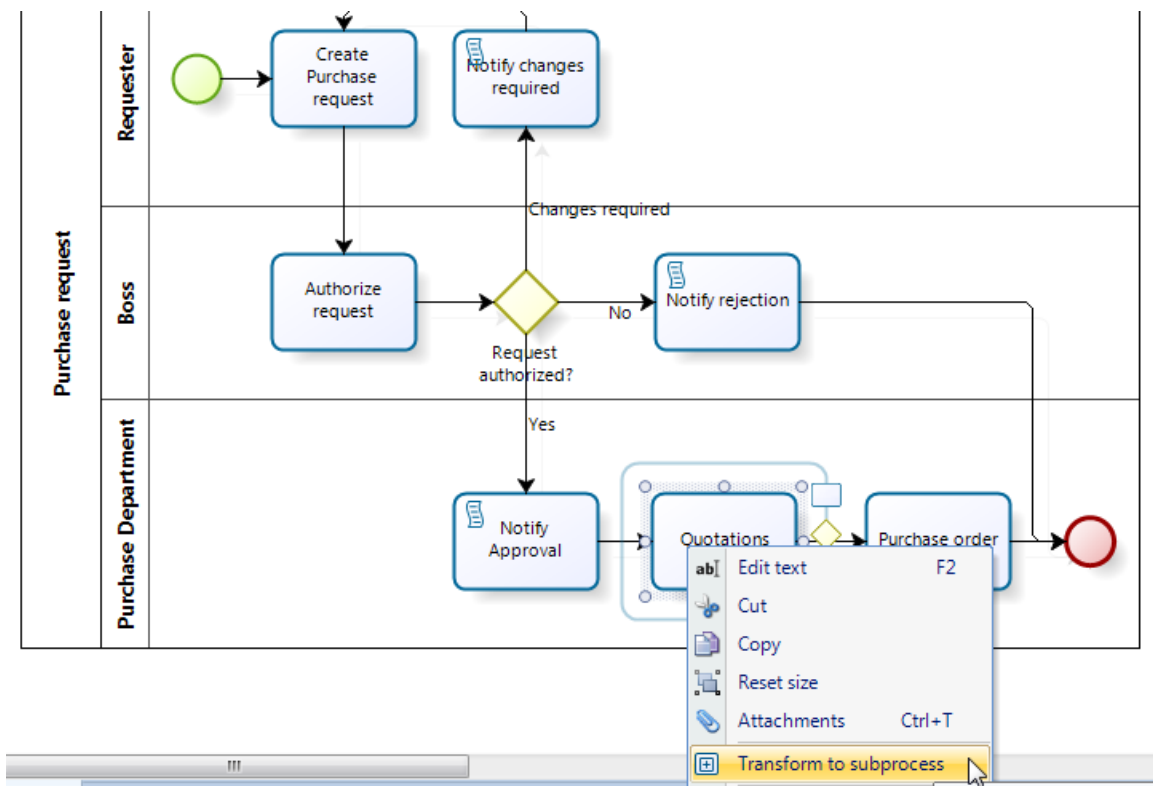 Purchase request
Requester
Create
Purchase
request
Notify changes
required
Changes required
Boss
Authorize
request
Request
authorized?
No
Notify rejection
Purchase Department
Yes
Notify
Approval
Quotations
Purchase order
Edit text F2
Cut
Copy
Reset size
Attachments Ctrl+T
Transform to subprocess